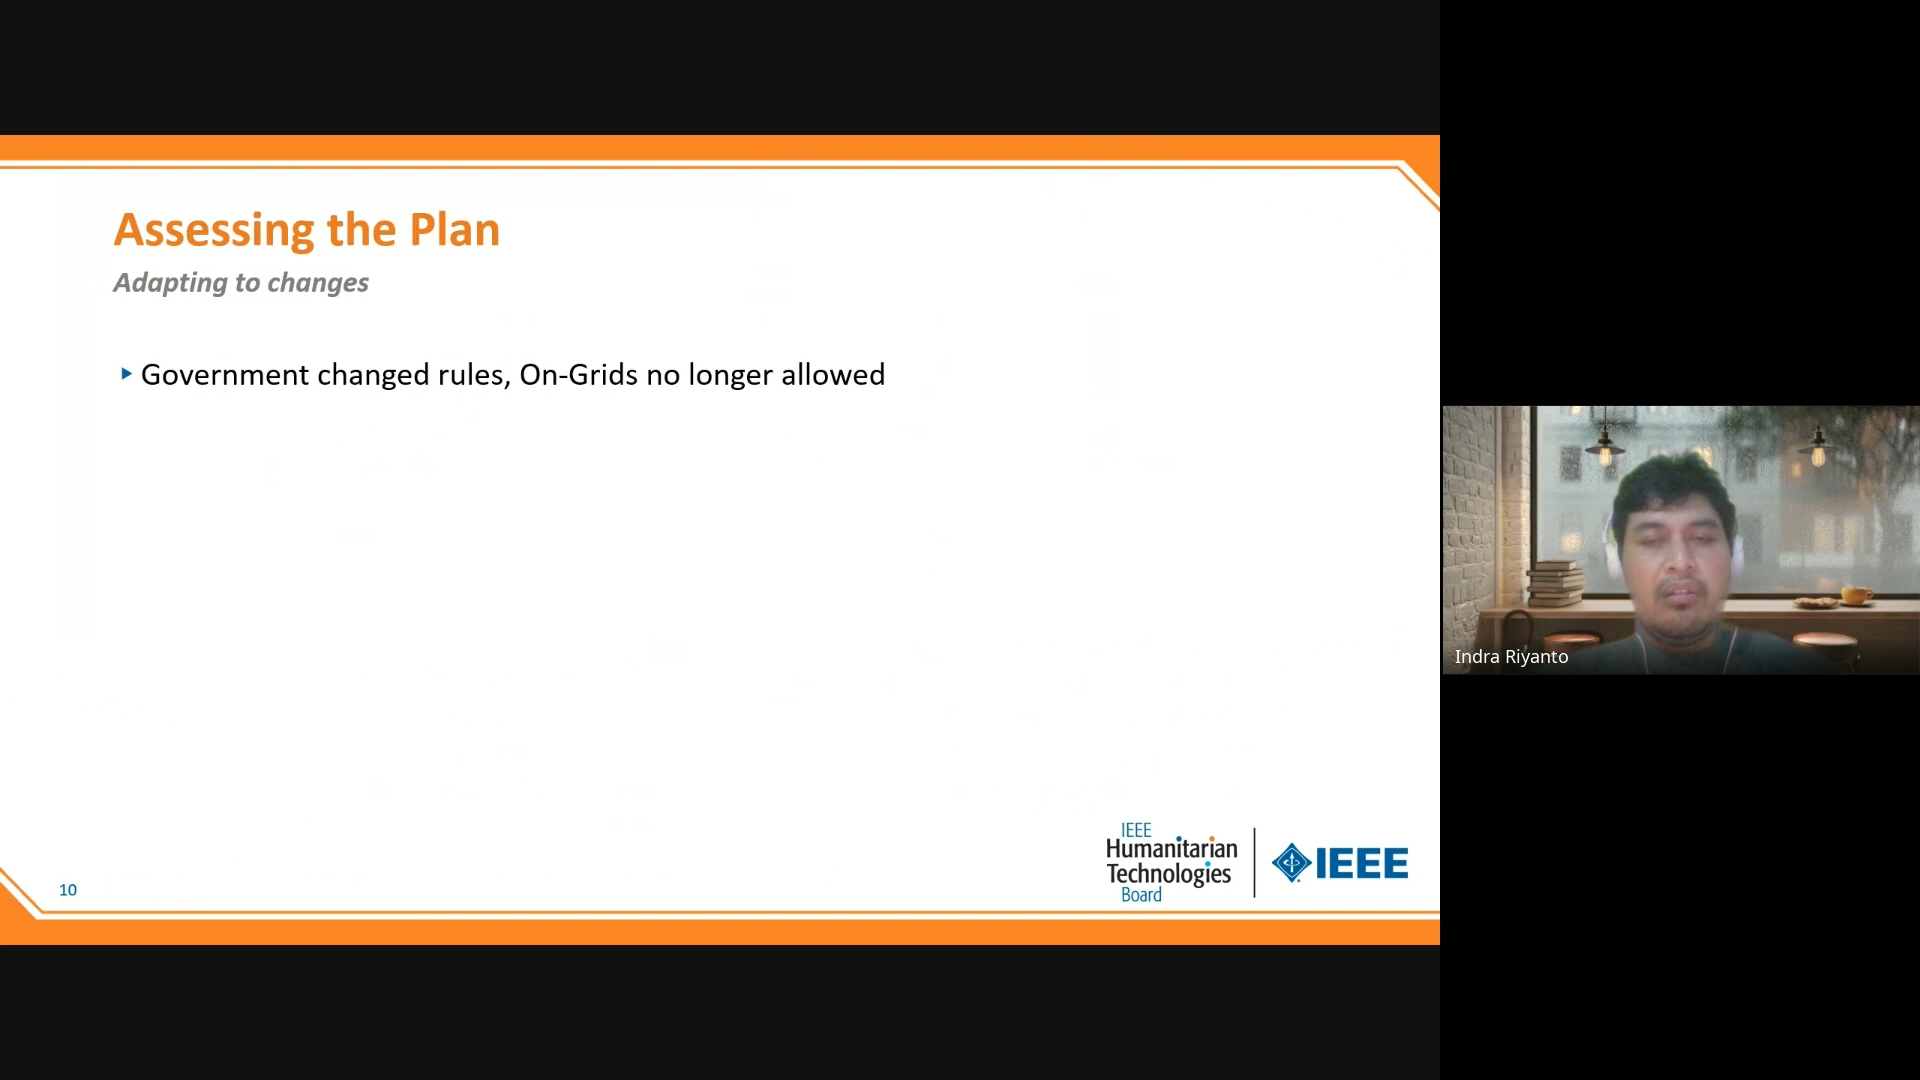 Assessing the Plan
Adapting to changes
Government changed rules, On-Grids no longer allowed
Indra Riyanto
IEEE
Humanitarian
Technologies
Board
IEEE
10